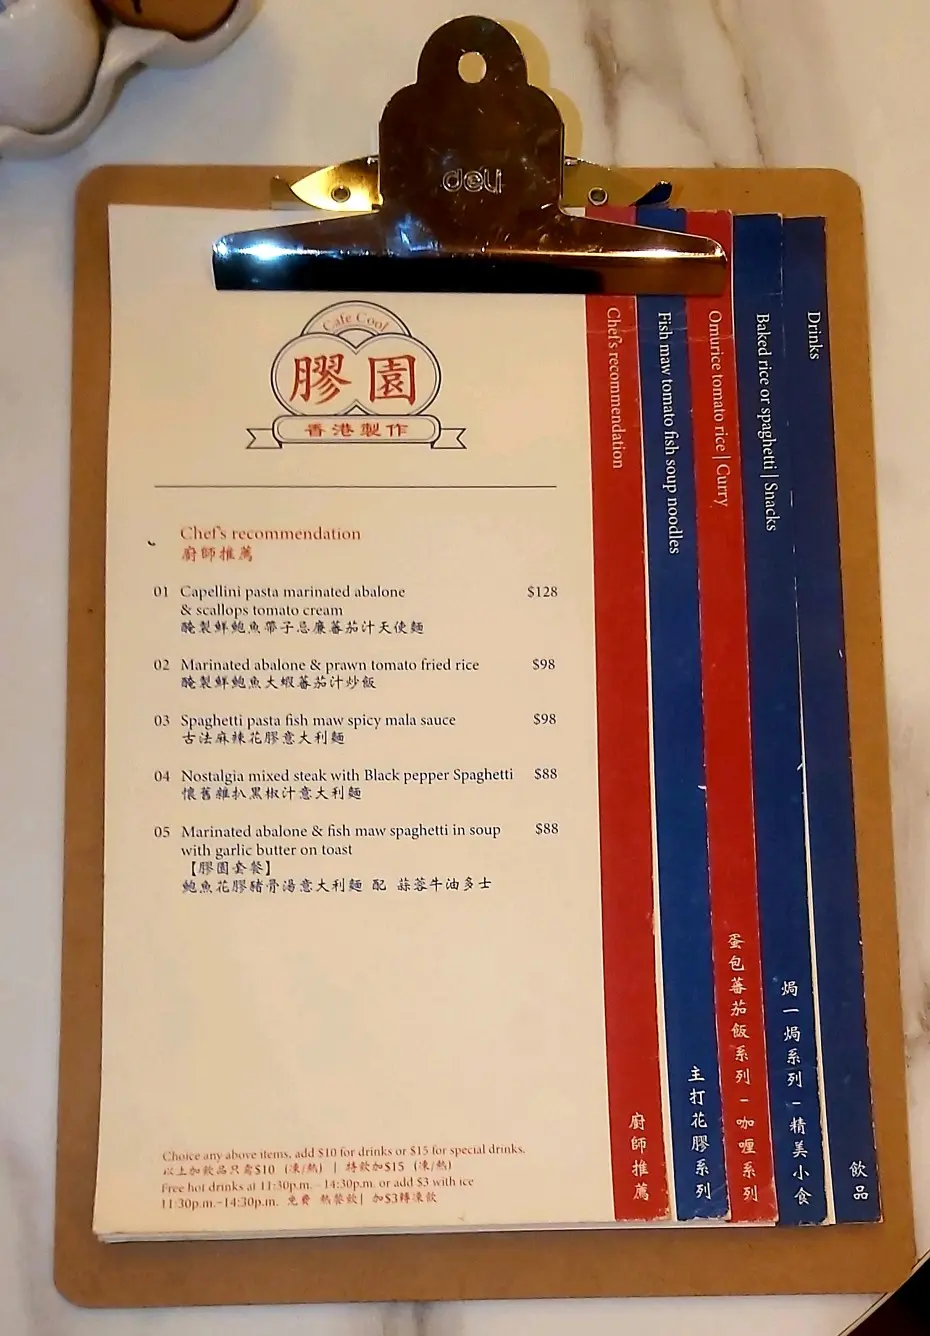 deli
Cafe Cool
膠園
香港製作
Chef's recommendation
廚師推薦
01 Capellini pasta marinated abalone $128
& scallops tomato cream
醃製鮮鮑魚帶子忌廉蕃茄汁天使麵
02 Marinated abalone & prawn tomato fried rice $98
醃製鮮鮑魚大蝦蕃茄汁炒飯
03 Spaghetti pasta fish maw spicy mala sauce $98
古法麻辣花膠意大利麵
04 Nostalgia mixed steak with Black pepper Spaghetti $88
懷舊雜扒黑椒汁意大利麵
05 Marinated abalone & fish maw spaghetti in soup $88
with garlic butter on toast
【膠園套餐】
鮑魚花膠豬骨湯意大利麵 配 蒜蓉牛油多士
Choice any above items, add $10 for drinks or $15 for special drinks.
以上加飲品只需$10 (凍/熱) | 特飲加$15 (凍/熱)
Free hot drinks at 11:30p.m. - 14:30p.m. or add $3 with ice
11:30p.m.-14:30p.m. 免費 熱餐飲| 加$3轉凍飲
Chef's recommendation
廚師推薦
Fish maw tomato fish soup noodles
主打花膠系列
Omurice tomato rice | Curry
蛋包蕃茄飯系列 - 咖喱系列
Baked rice or spaghetti | Snacks
焗一焗系列 - 精美小食
Drinks
飲品